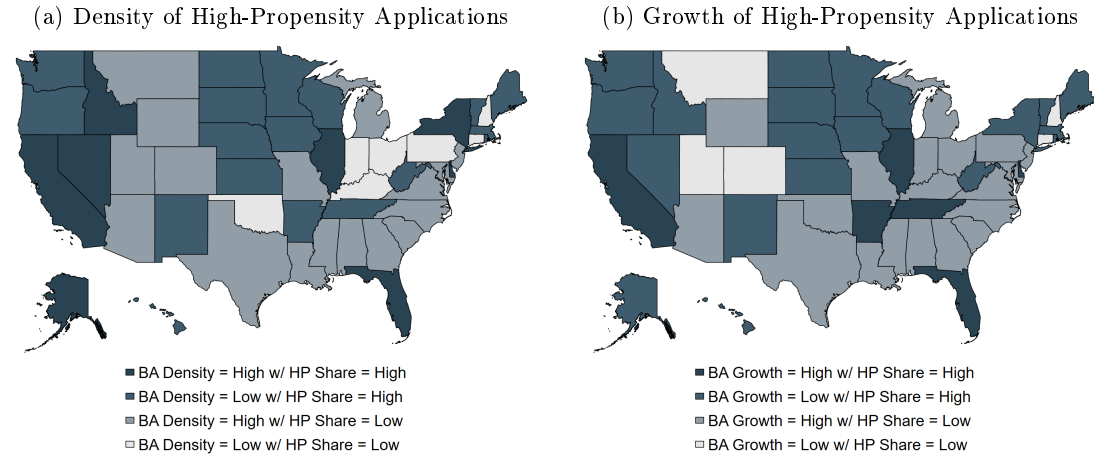 (a) Density of High-Propensity Applications
BA Density = High w/ HP Share = High
BA Density = Low w/ HP Share = High
BA Density = High w/ HP Share = Low
BA Density = Low w/ HP Share = Low
(b) Growth of High-Propensity Applications
BA Growth = High w/ HP Share = High
BA Growth = Low w/ HP Share = High
BA Growth = High w/ HP Share = Low
BA Growth = Low w/ HP Share = Low